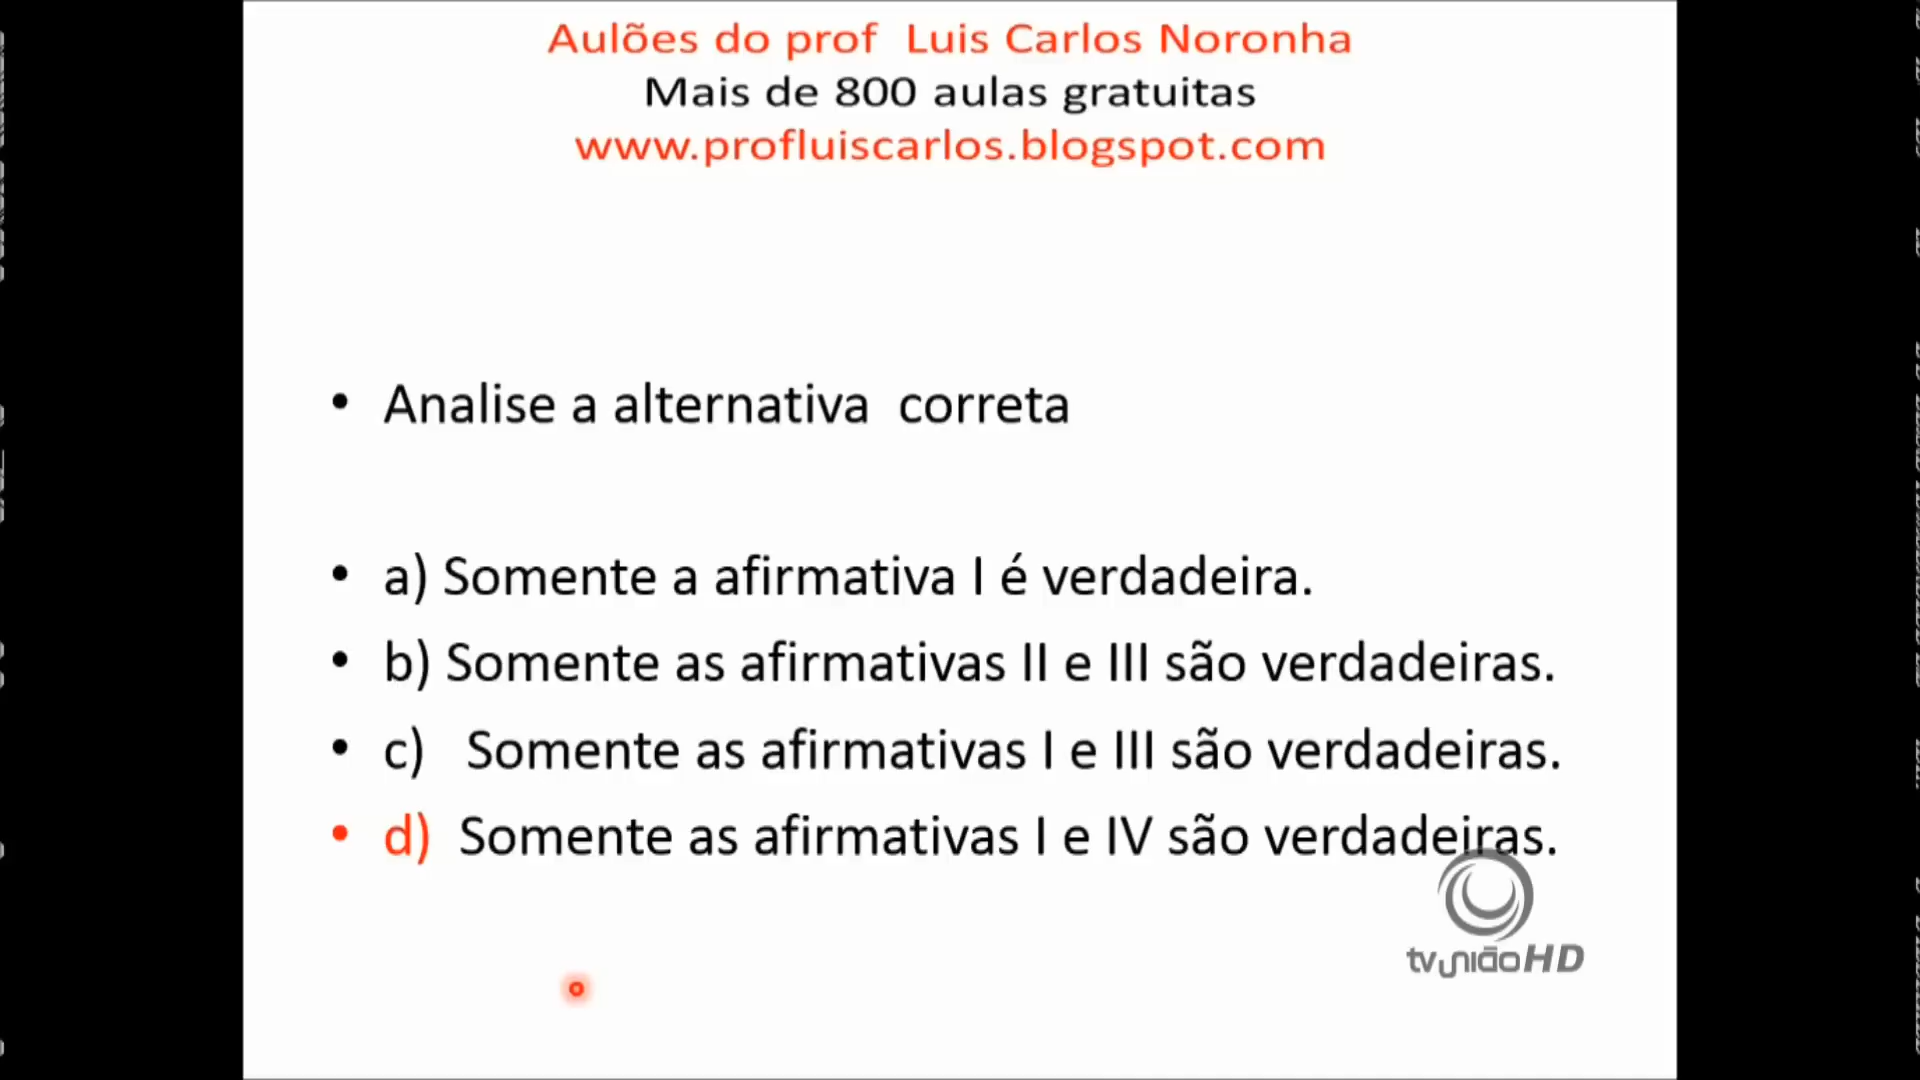 Aulões do prof Luis Carlos Noronha
Mais de 800 aulas gratuitas
www.profluiscarlos.blogspot.com
• Analise a alternativa correta
• a) Somente a afirmativa I é verdadeira.
• b) Somente as afirmativas II e III são verdadeiras.
• c) Somente as afirmativas I e III são verdadeiras.
• d) Somente as afirmativas I e IV são verdadeiras.
tvuniãoHD